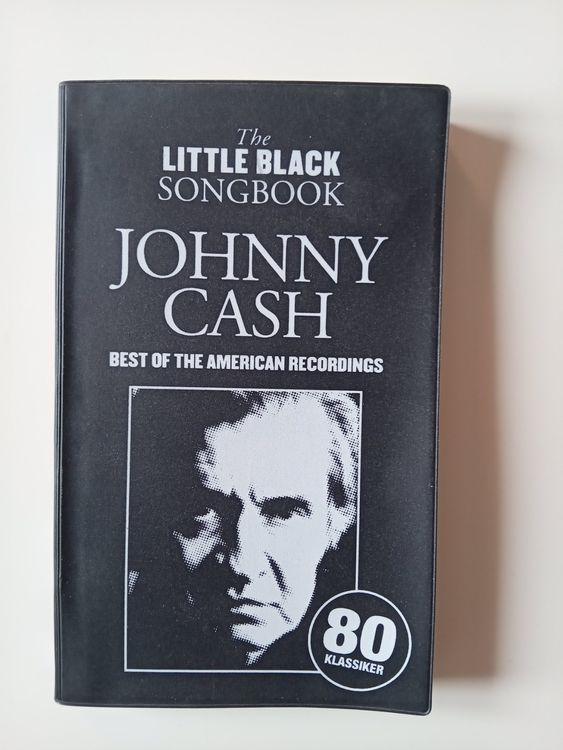 The
LITTLE BLACK
SONGBOOK
JOHNNY
CASH
BEST OF THE AMERICAN RECORDINGS
80
KLASSIKER